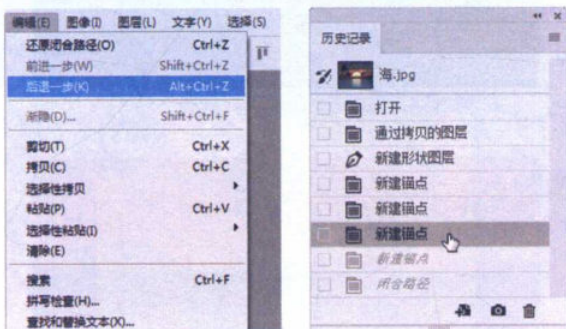 编辑(E) 图像(I) 图层(L) 文字(Y) 选择(S)
还原闭合路径(O) Ctrl+Z
前进一步(W) Shift+Ctrl+Z
后退一步(K) Alt+Ctrl+Z
渐隐(D)... Shift+Ctrl+F
剪切(T) Ctrl+X
拷贝(C) Ctrl+C
选择性拷贝
粘贴(P) Ctrl+V
选择性粘贴(I)
清除(E)
搜索 Ctrl+F
拼写检查(H)...
查找和替换文本(X)...
历史记录
海.jpg
打开
通过拷贝的图层
新建形状图层
新建锚点
新建锚点
新建锚点
新建锚点
闭合路径